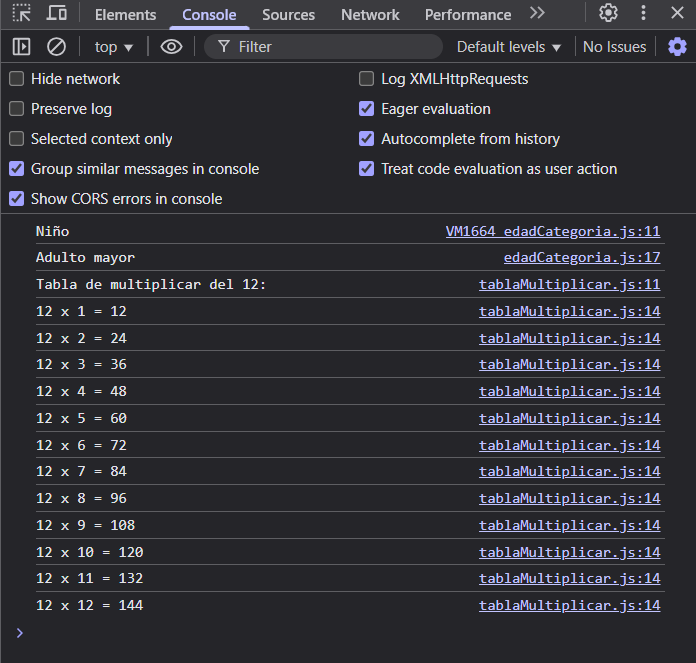 Elements Console Sources Network Performance
top ▼ Filter Default levels ▼ No Issues
Hide network Log XMLHttpRequests
Preserve log Eager evaluation
Selected context only Autocomplete from history
Group similar messages in console Treat code evaluation as user action
Show CORS errors in console
Niño VM1664 edadCategoria.js:11
Adulto mayor edadCategoria.js:17
Tabla de multiplicar del 12: tablaMultiplicar.js:11
12 x 1 = 12 tablaMultiplicar.js:14
12 x 2 = 24 tablaMultiplicar.js:14
12 x 3 = 36 tablaMultiplicar.js:14
12 x 4 = 48 tablaMultiplicar.js:14
12 x 5 = 60 tablaMultiplicar.js:14
12 x 6 = 72 tablaMultiplicar.js:14
12 x 7 = 84 tablaMultiplicar.js:14
12 x 8 = 96 tablaMultiplicar.js:14
12 x 9 = 108 tablaMultiplicar.js:14
12 x 10 = 120 tablaMultiplicar.js:14
12 x 11 = 132 tablaMultiplicar.js:14
12 x 12 = 144 tablaMultiplicar.js:14